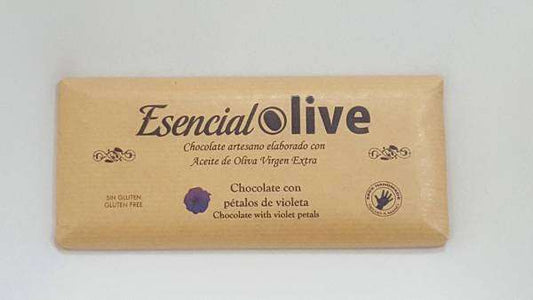 Esencial Olive
Chocolate artesano elaborado con
Aceite de Oliva Virgen Extra
SIN GLUTEN
GLUTEN FREE
Chocolate con
pétalos de violeta
Chocolate with violet petals